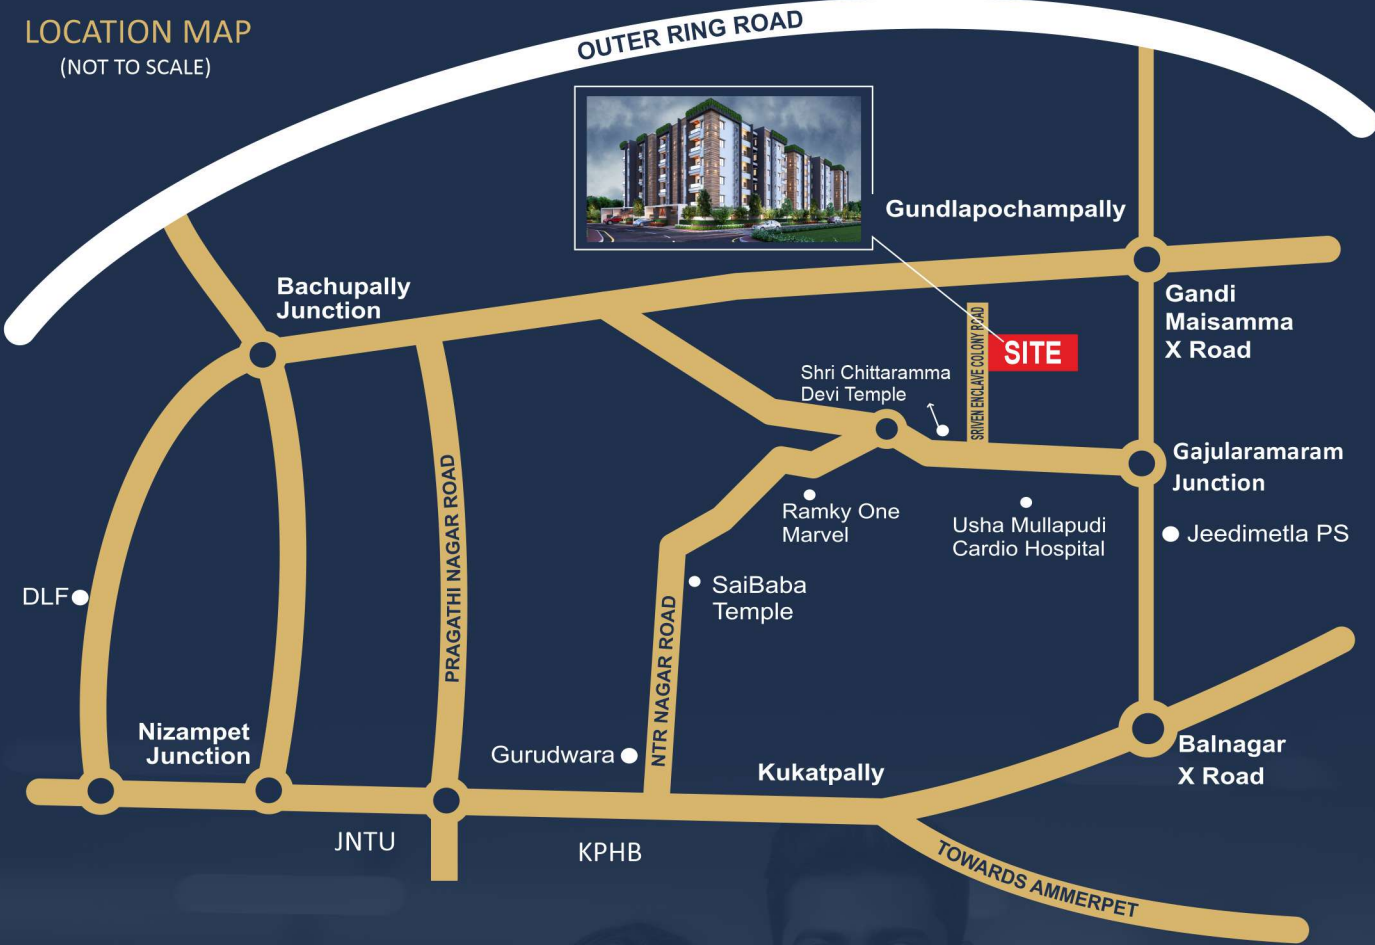 LOCATION MAP
(NOT TO SCALE)
OUTER RING ROAD
Gundlapochampally
Bachupally
Junction
Gandi
Maisamma
X Road
SRIVEN ENCLAVE COLONY ROAD
SITE
Shri Chittaramma
Devi Temple
Gajularamaram
Junction
PRAGATHI NAGAR ROAD
Ramky One
Marvel
Usha Mullapudi
Cardio Hospital
Jeedimetla PS
DLF
SaiBaba
Temple
NTR NAGAR ROAD
Nizampet
Junction
Gurudwara
Kukatpally
Balnagar
X Road
JNTU
KPHB
TOWARDS AMMERPET